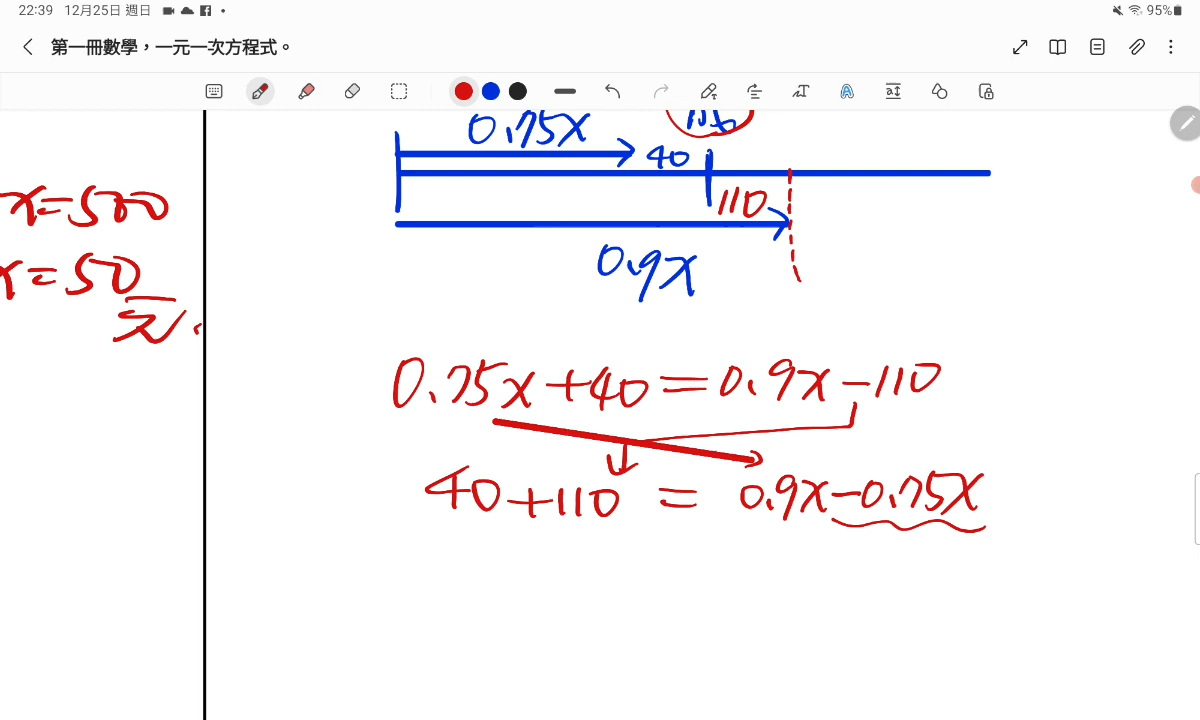 22:39 12月25日 週日 95%
第一冊數學，一元一次方程式。
0.75x
40
110
0.9x
x=500
x=50
元.
0.75x+40=0.9x-110
40+110 = 0.9x-0.75x